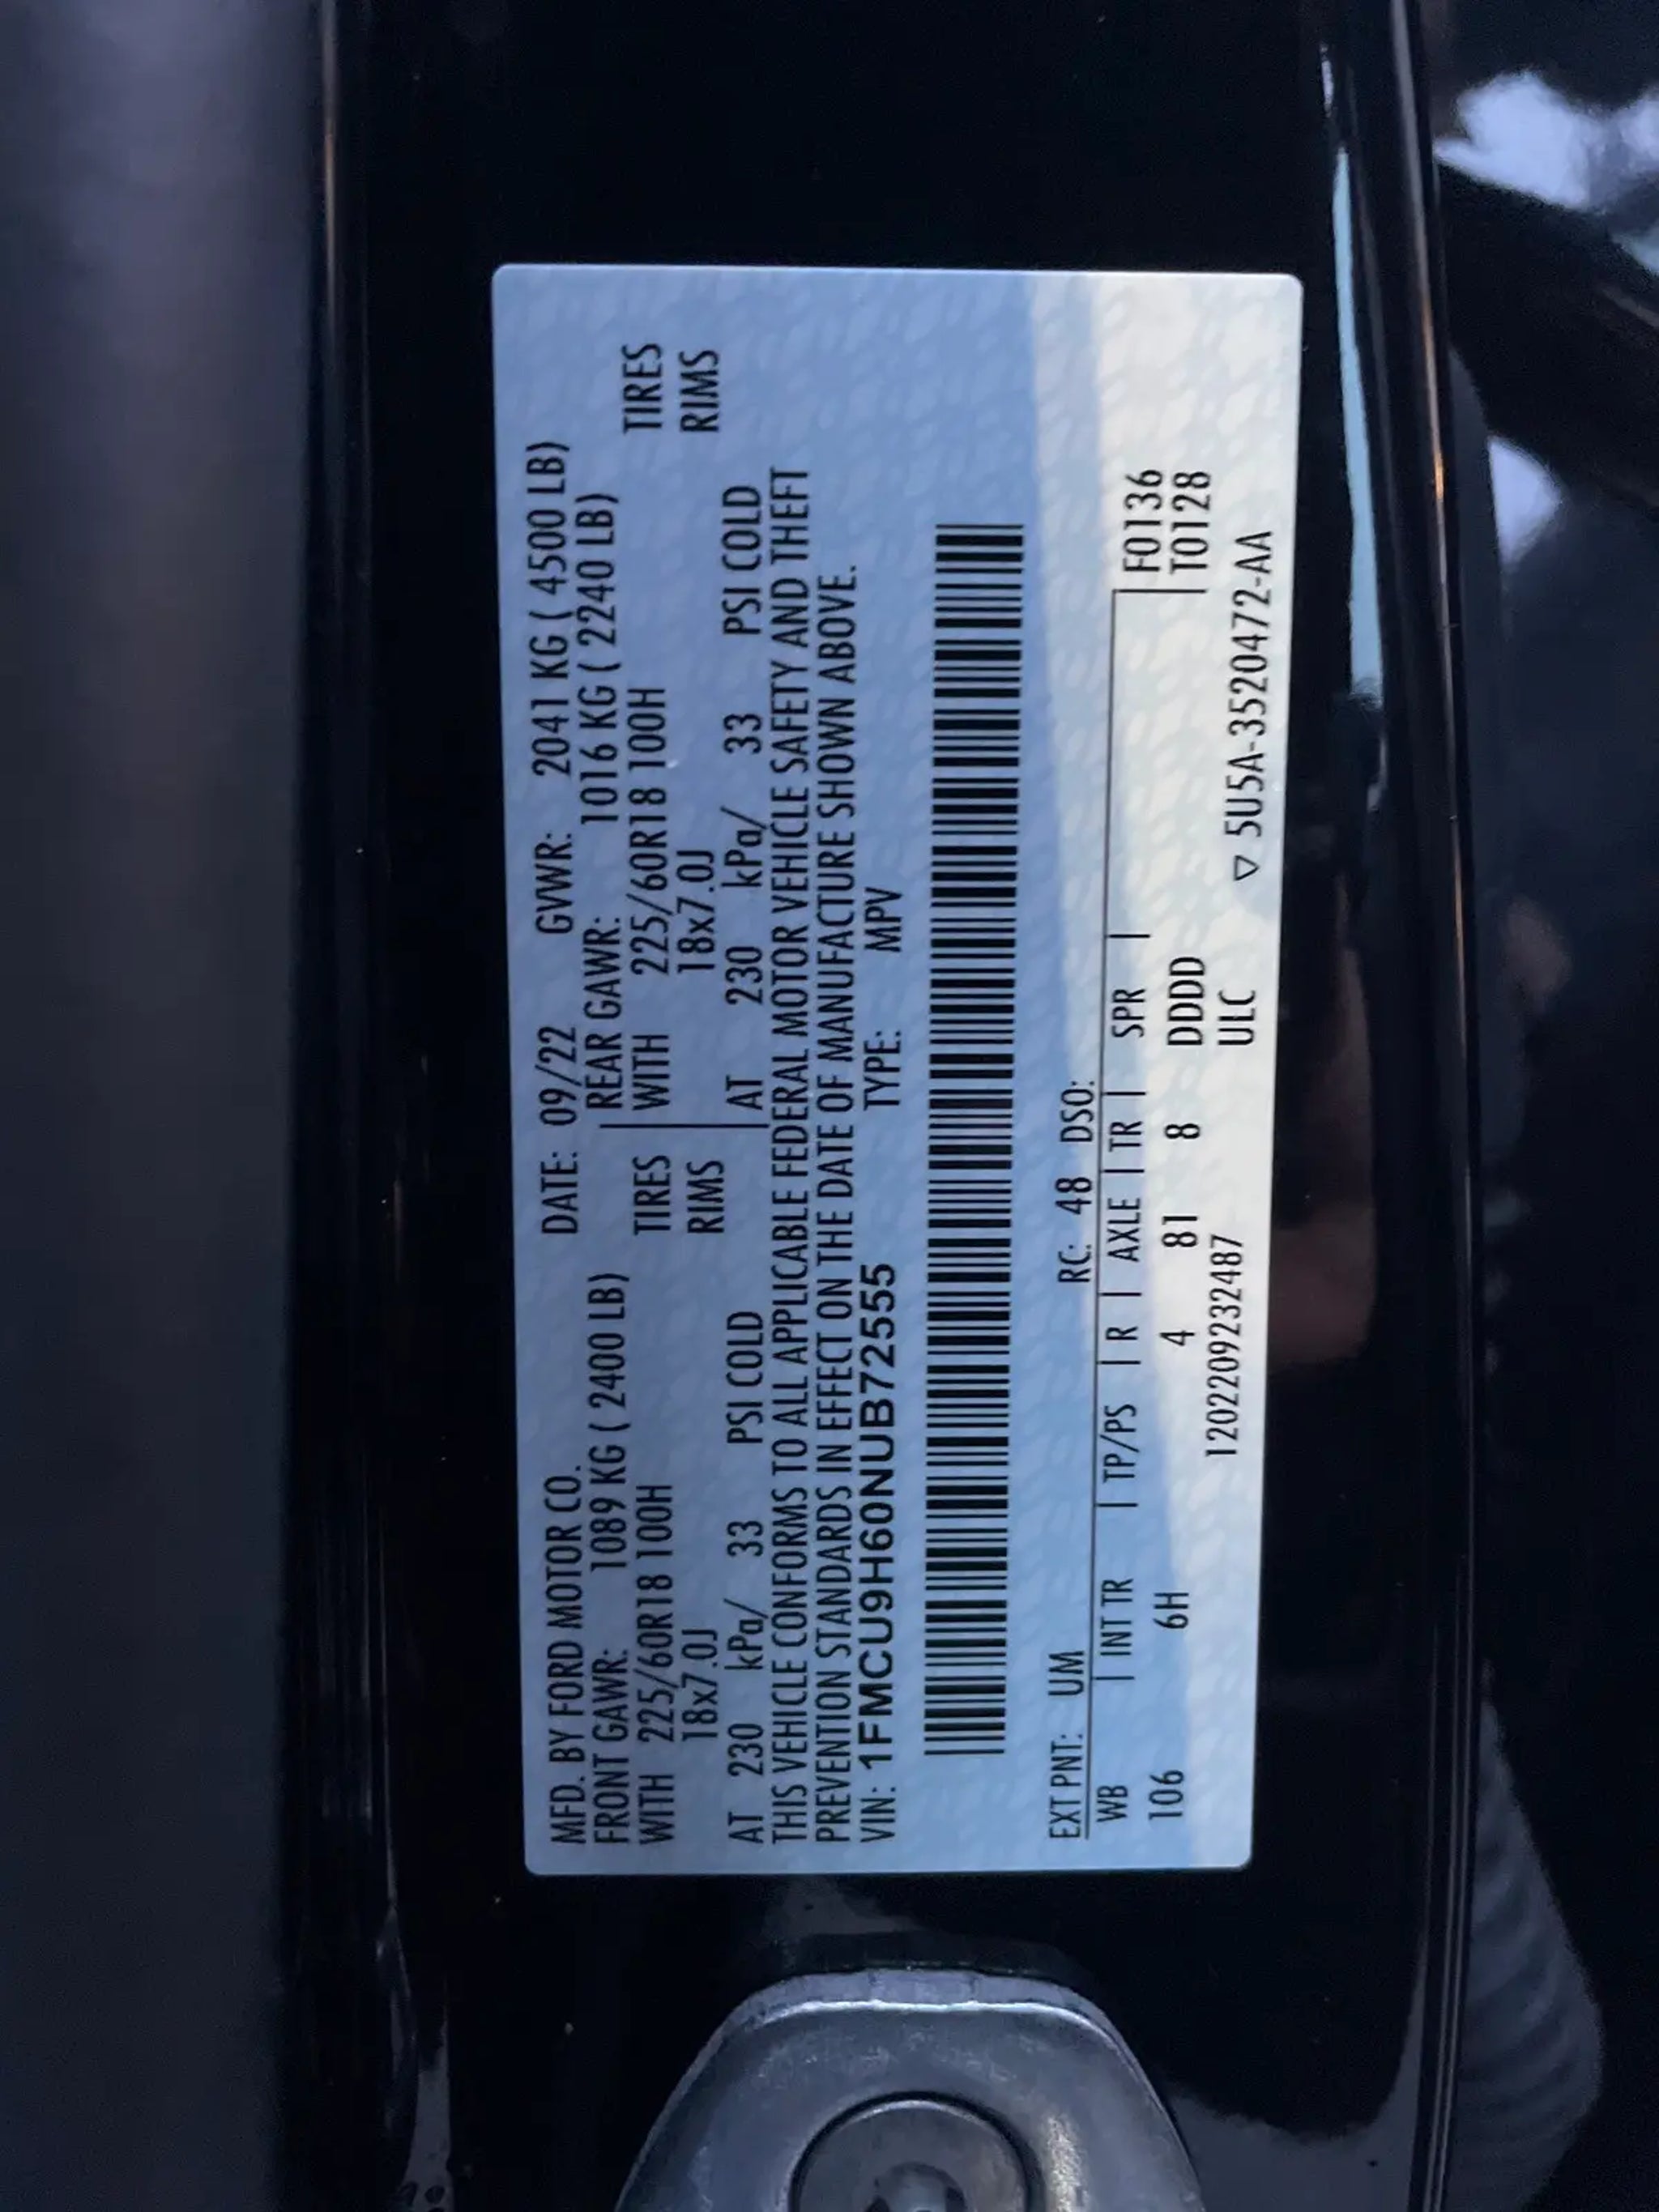 MFD. BY FORD MOTOR CO. DATE: 09/22 GVWR: 2041 KG ( 4500 LB)
FRONT GAWR: 1089 KG ( 2400 LB) REAR GAWR: 1016 KG ( 2240 LB)
WITH 225/60R18 100H TIRES WITH 225/60R18 100H TIRES
18x7.0J RIMS 18x7.0J RIMS
AT 230 kPa/ 33 PSI COLD AT 230 kPa/ 33 PSI COLD
THIS VEHICLE CONFORMS TO ALL APPLICABLE FEDERAL MOTOR VEHICLE SAFETY AND THEFT
PREVENTION STANDARDS IN EFFECT ON THE DATE OF MANUFACTURE SHOWN ABOVE.
VIN: 1FMCU9H60NUB72555 TYPE: MPV
EXT PNT: UM RC: 48 DSO:
WB | INT TR | TP/PS | R | AXLE | TR | SPR | F0136
106 6H 4 81 8 DDDD T0128
1202209232487 ULC ▽ 5U5A-3520472-AA